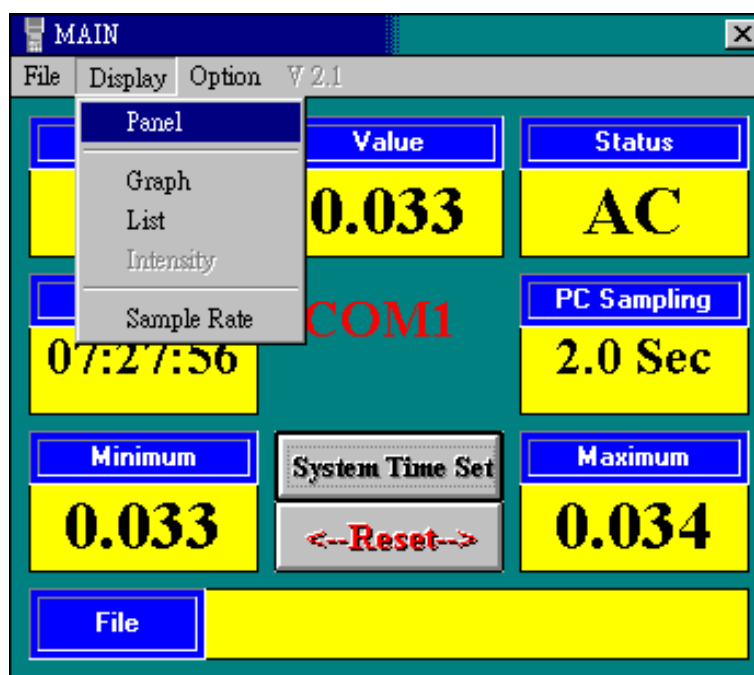 MAIN
File Display Option V 2.1
Panel
Graph
List
Intensity
Sample Rate
Value
0.033
Status
AC
07:27:56
COM1
PC Sampling
2.0 Sec
Minimum
0.033
System Time Set
<--Reset-->
Maximum
0.034
File